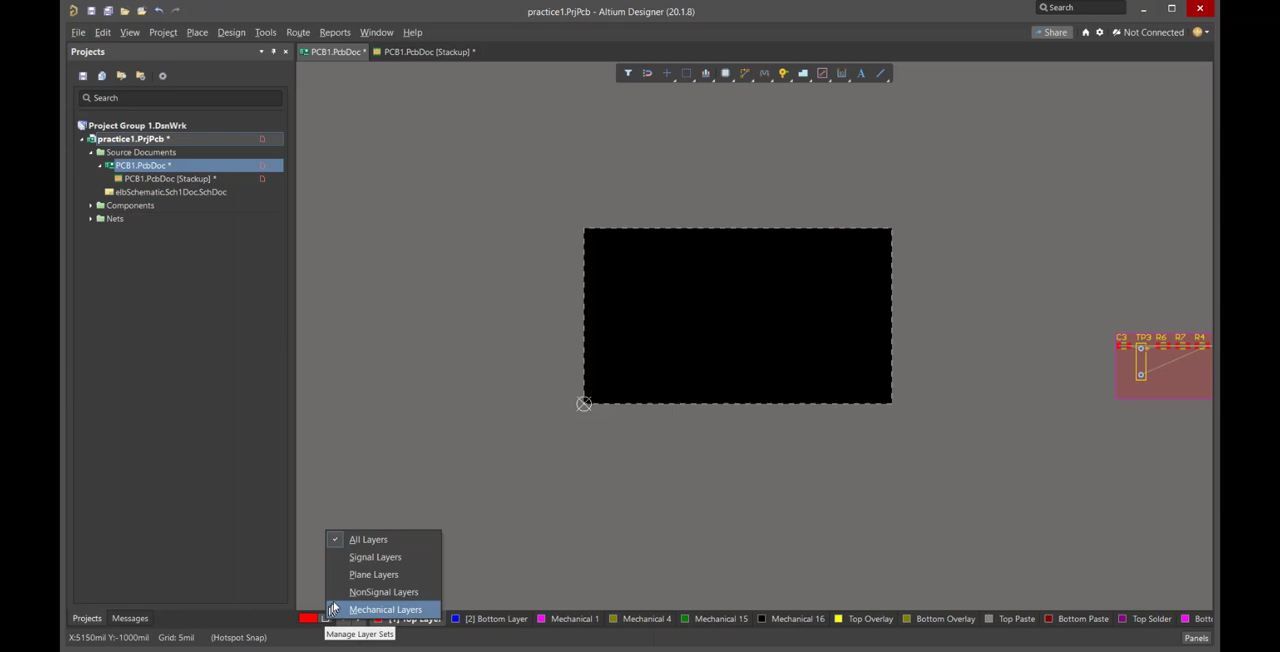 practice1.PrjPcb - Altium Designer (20.1.8)
Search
File Edit View Project Place Design Tools Route Reports Window Help
Share
Not Connected
Projects
PCB1.PcbDoc *
PCB1.PcbDoc [Stackup] *
Search
Project Group 1.DsnWrk
practice1.PrjPcb *
Source Documents
PCB1.PcbDoc *
PCB1.PcbDoc [Stackup] *
elbSchematic.Sch1Doc.SchDoc
Components
Nets
C3 TP3 R6 R7 R4
All Layers
Signal Layers
Plane Layers
NonSignal Layers
Mechanical Layers
Projects Messages
[1] Top Layer [2] Bottom Layer Mechanical 1 Mechanical 4 Mechanical 15 Mechanical 16 Top Overlay Bottom Overlay Top Paste Bottom Paste Top Solder
Manage Layer Sets
X:5150mil Y:-1000mil Grid: 5mil (Hotspot Snap)
Panels